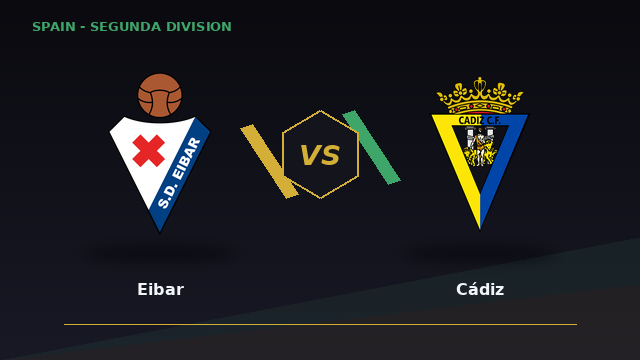 SPAIN - SEGUNDA DIVISION
S.D. EIBAR
VS
CADIZ C.F.
Eibar
Cádiz